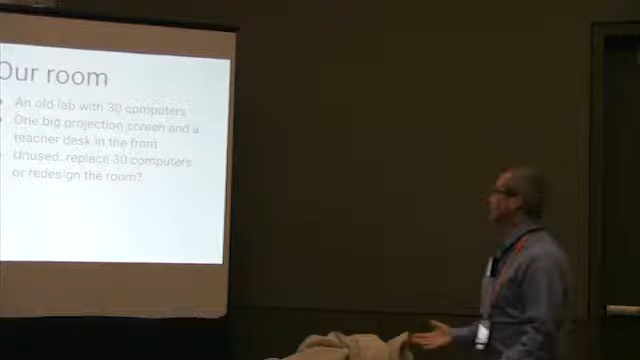 Our room
An old lab with 30 computers
One big projection screen and a
teacher desk in the front
Unused: replace 30 computers
or redesign the room?